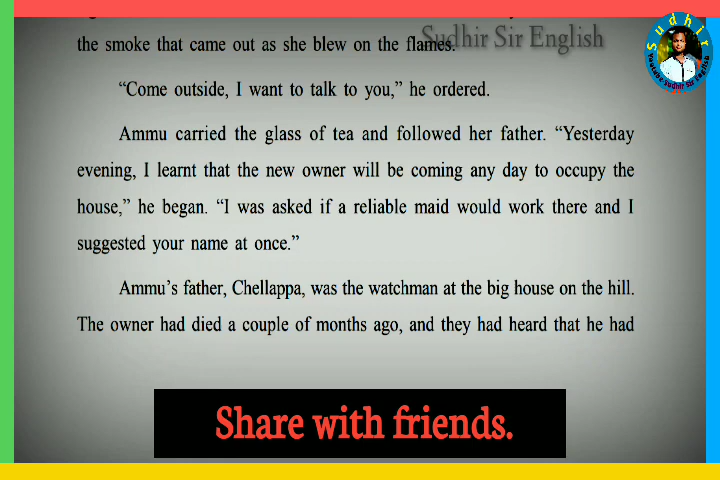 Sudhir Sir English
the smoke that came out as she blew on the flames.
“Come outside, I want to talk to you,” he ordered.
Ammu carried the glass of tea and followed her father. “Yesterday
evening, I learnt that the new owner will be coming any day to occupy the
house,” he began. “I was asked if a reliable maid would work there and I
suggested your name at once.”
Ammu’s father, Chellappa, was the watchman at the big house on the hill.
The owner had died a couple of months ago, and they had heard that he had
Share with friends.
Sudhir
Youtube Sudhir Sir English